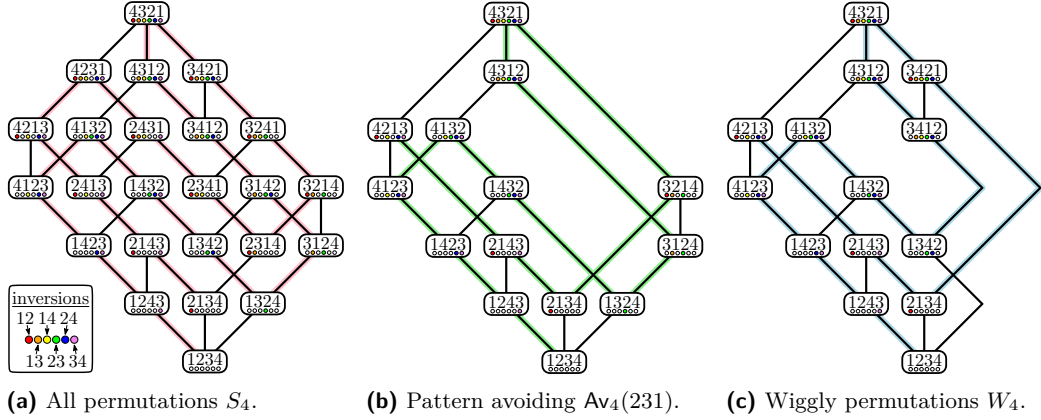 4321
4231 4312 3421
4213 4132 2431 3412 3241
4123 2413 1432 2341 3142 3214
1423 2143 1342 2314 3124
1243 2134 1324
1234
inversions
12 14 24
13 23 34
(a) All permutations S₄.
4321
4312
4213 4132
4123 1432 3214
1423 2143 3124
1243 2134 1324
1234
(b) Pattern avoiding Av₄(231).
4321
4312 3421
4213 4132 3412
4123 1432
1423 2143 1342
1243 2134
1234
(c) Wiggly permutations W₄.